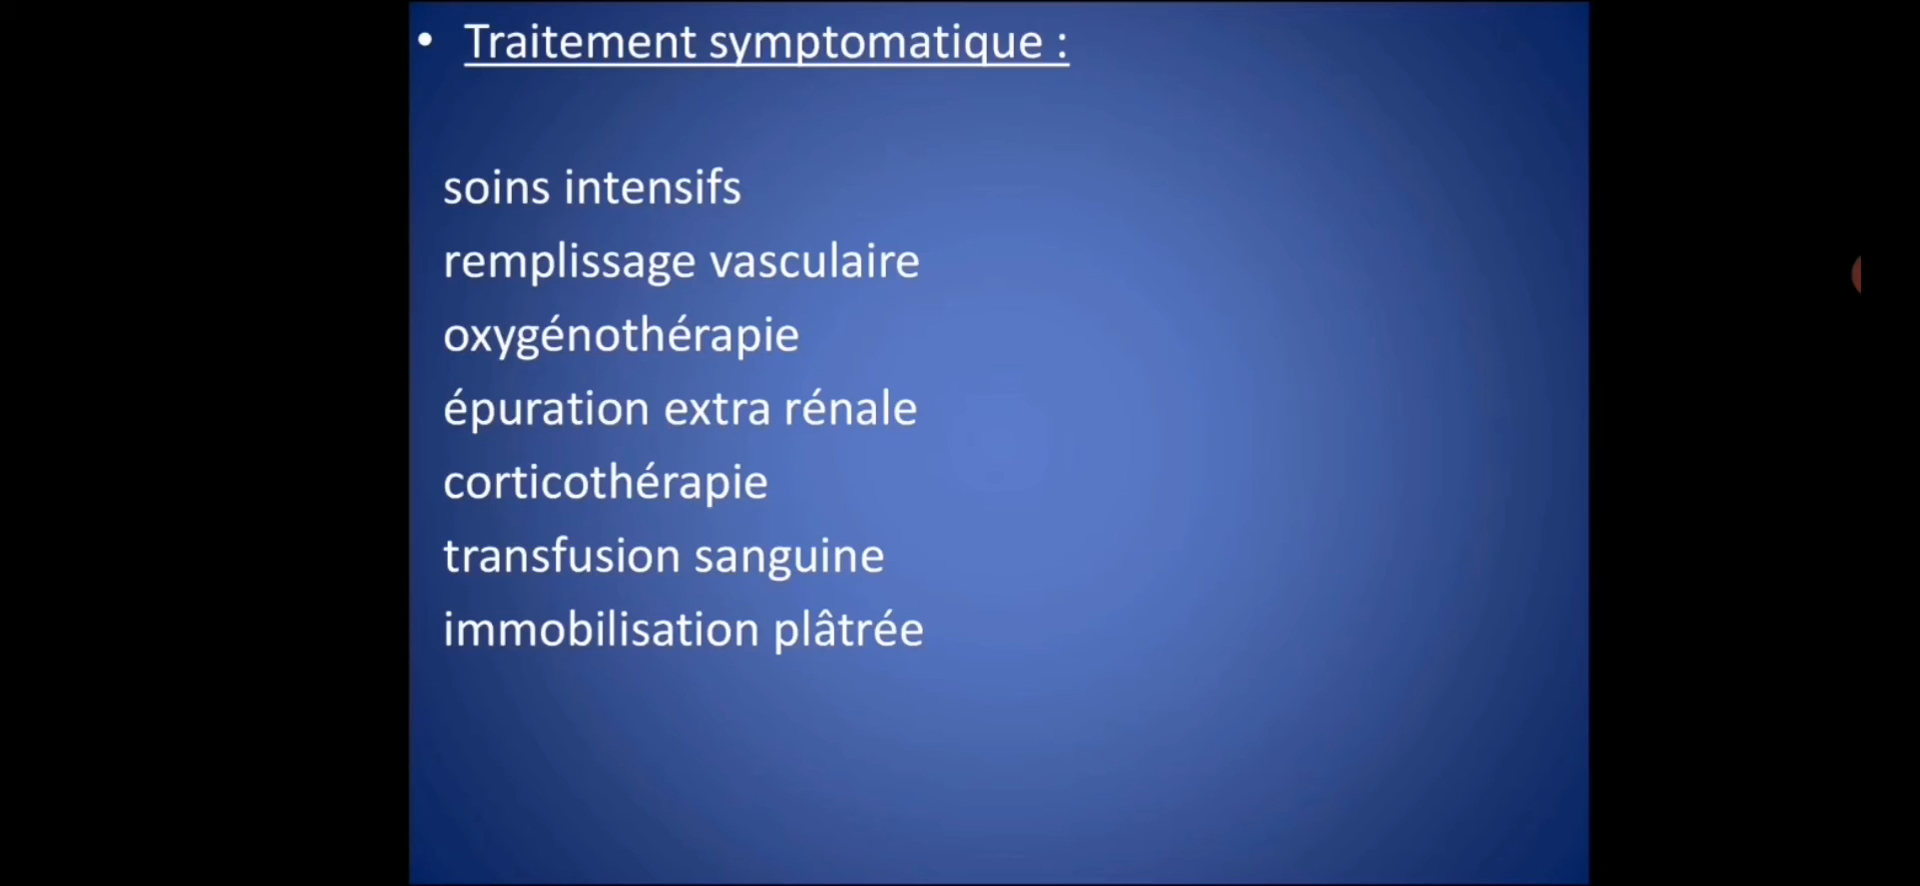 • Traitement symptomatique :
soins intensifs
remplissage vasculaire
oxygénothérapie
épuration extra rénale
corticothérapie
transfusion sanguine
immobilisation plâtrée